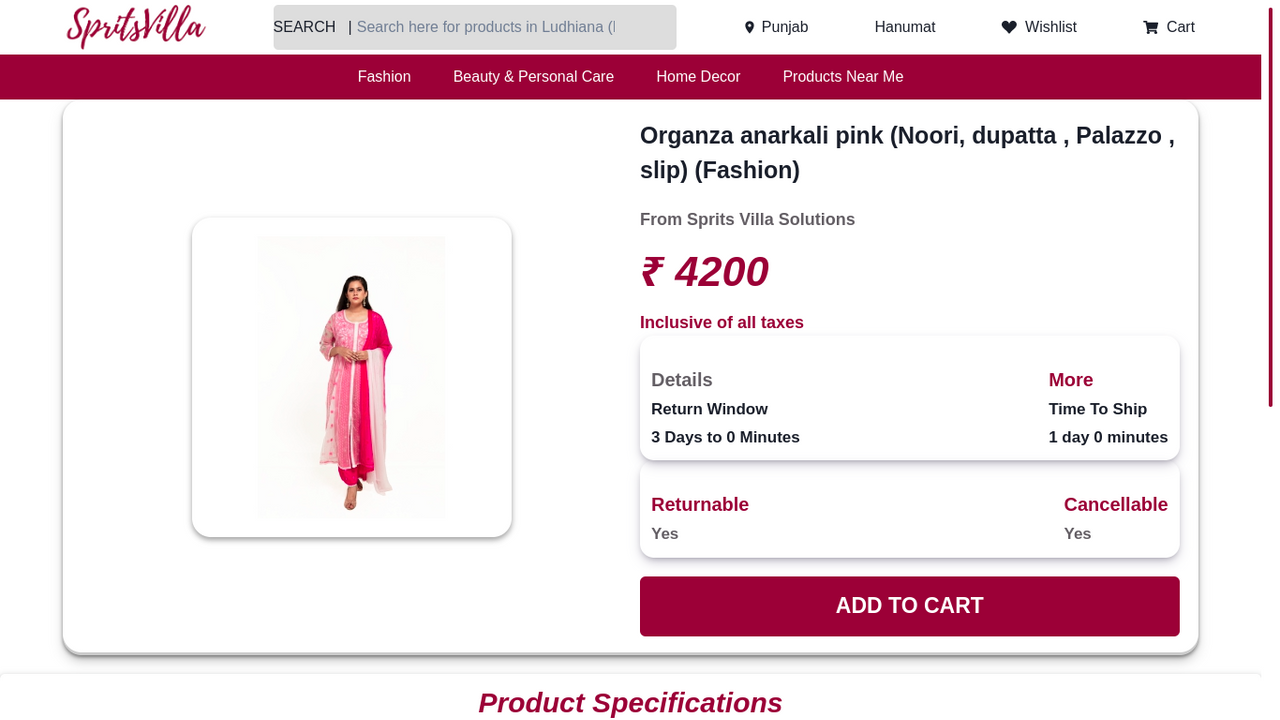 SpritsVilla
SEARCH | Search here for products in Ludhiana (
Punjab
Hanumat
Wishlist
Cart
Fashion
Beauty & Personal Care
Home Decor
Products Near Me
Organza anarkali pink (Noori, dupatta , Palazzo ,
slip) (Fashion)
From Sprits Villa Solutions
₹ 4200
Inclusive of all taxes
Details
More
Return Window
Time To Ship
3 Days to 0 Minutes
1 day 0 minutes
Returnable
Cancellable
Yes
Yes
ADD TO CART
Product Specifications